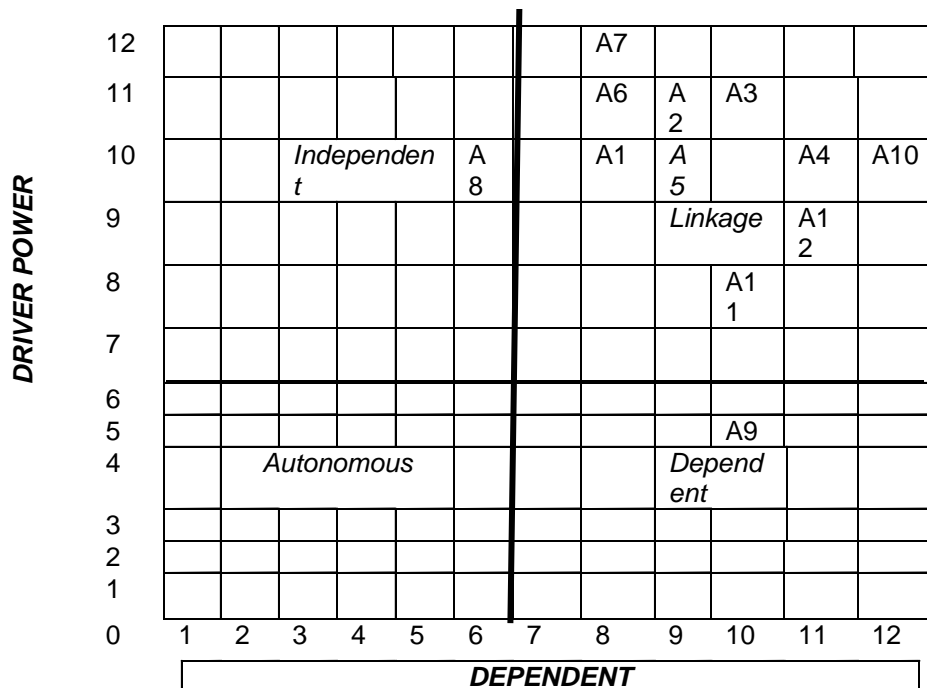 12 A7
11 A6 A A3
2
10 Independen A A1 A A4 A10
t 8 5
9 Linkage A1
2
8 A1
1
7
6
5 A9
4 Autonomous Depend
ent
3
2
1
0 1 2 3 4 5 6 7 8 9 10 11 12
DRIVER POWER
DEPENDENT